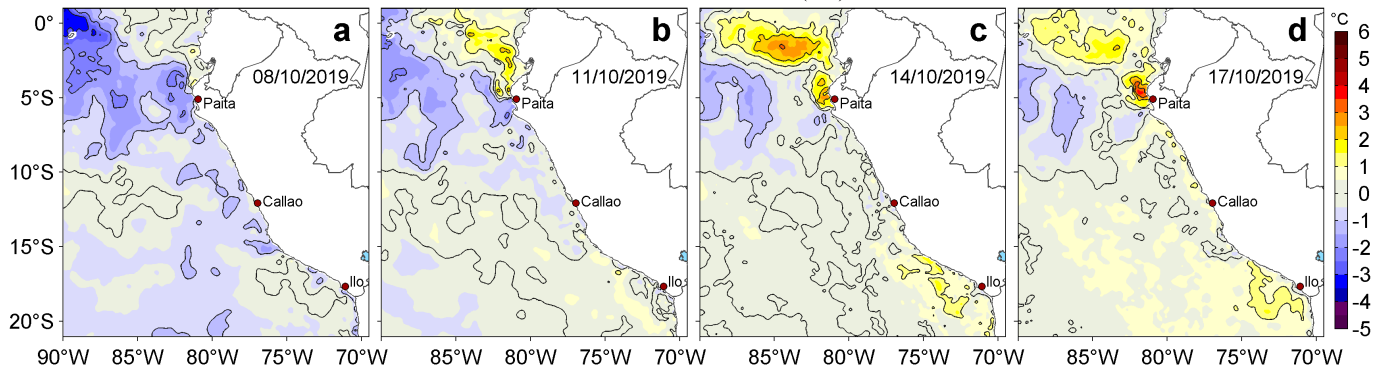 a
b
c
d
°C
08/10/2019
11/10/2019
14/10/2019
17/10/2019
0°
5°S
10°S
15°S
20°S
Paita
Callao
Ilo
Paita
Callao
Ilo
Paita
Callao
Ilo
Paita
Callao
Ilo
90°W 85°W 80°W 75°W 70°W
85°W 80°W 75°W 70°W
85°W 80°W 75°W 70°W
85°W 80°W 75°W 70°W
6
5
4
3
2
1
0
-1
-2
-3
-4
-5